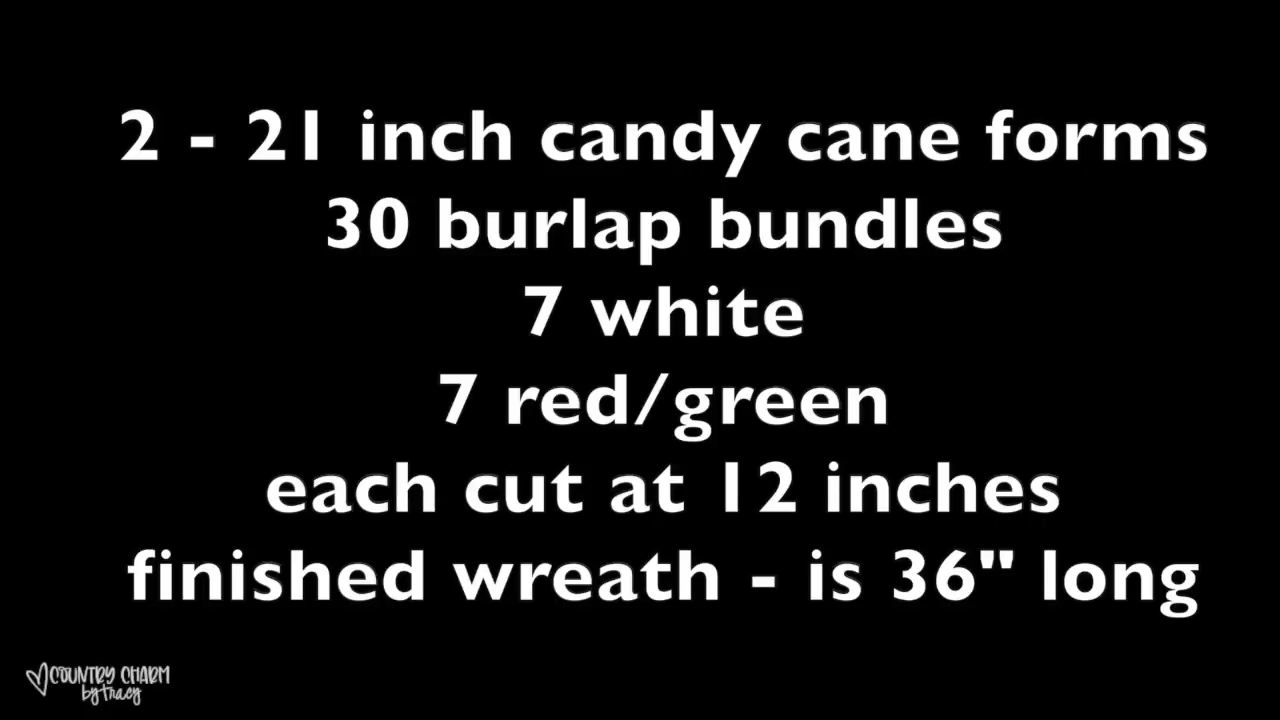 2 - 21 inch candy cane forms
30 burlap bundles
7 white
7 red/green
each cut at 12 inches
finished wreath - is 36" long
COUNTRY CHARM
by tracy